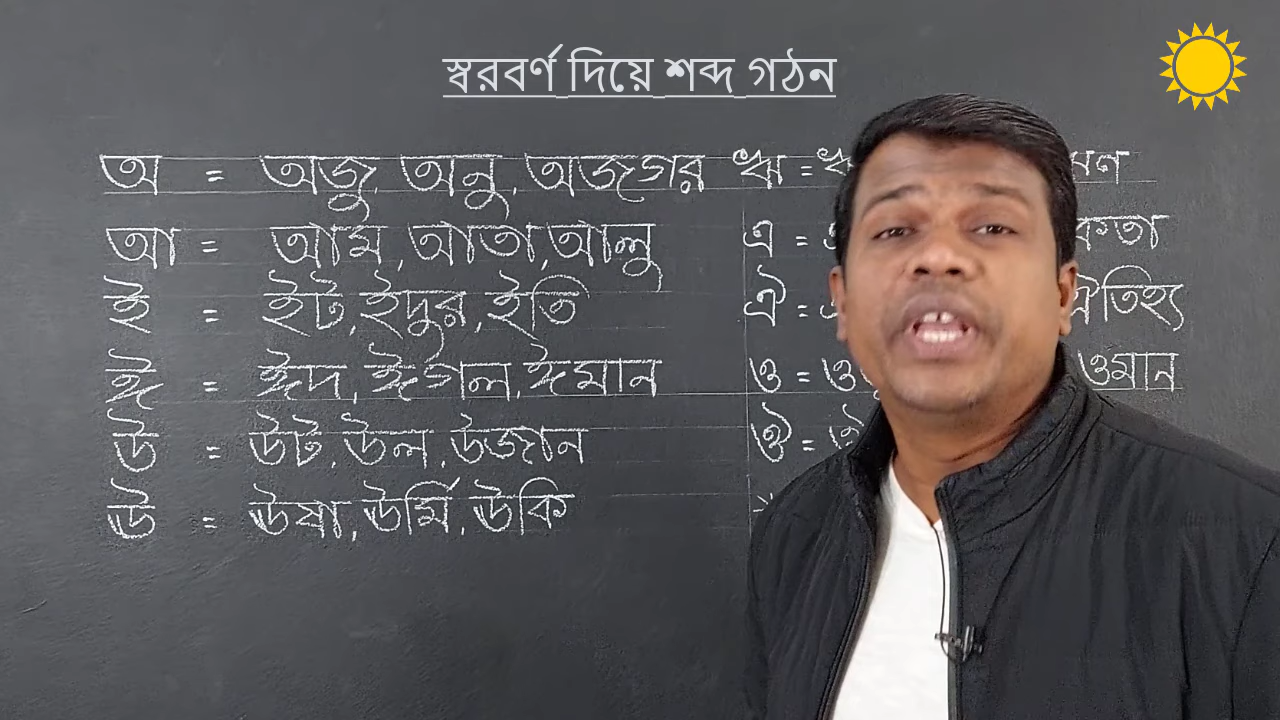 স্বরবর্ণ দিয়ে শব্দ গঠন
অ = অজু, অনু, অজগর
আ = আম, আতা, আলু
ই = ইট, ইদুর, ইতি
ঈ = ঈদ, ঈগল, ঈমান
উ = উট, উল, উজান
ঊ = ঊষা, ঊর্মি, ঊকি
ঋ =
এ =
ঐ = ঐতিহ্য
ও = ওমান
ঔ =